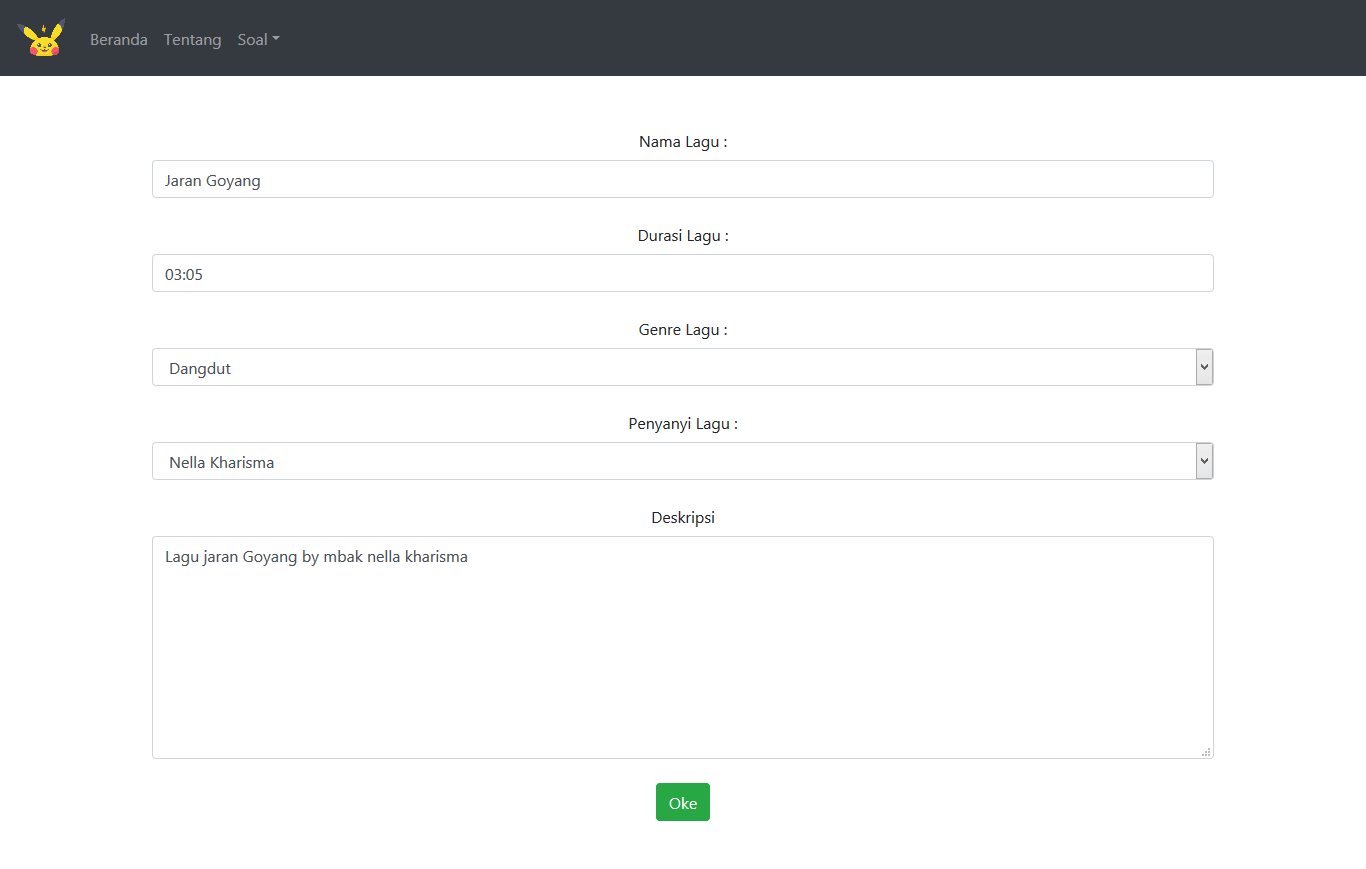 Beranda Tentang Soal
Nama Lagu :
Jaran Goyang
Durasi Lagu :
03:05
Genre Lagu :
Dangdut
Penyanyi Lagu :
Nella Kharisma
Deskripsi
Lagu jaran Goyang by mbak nella kharisma
Oke